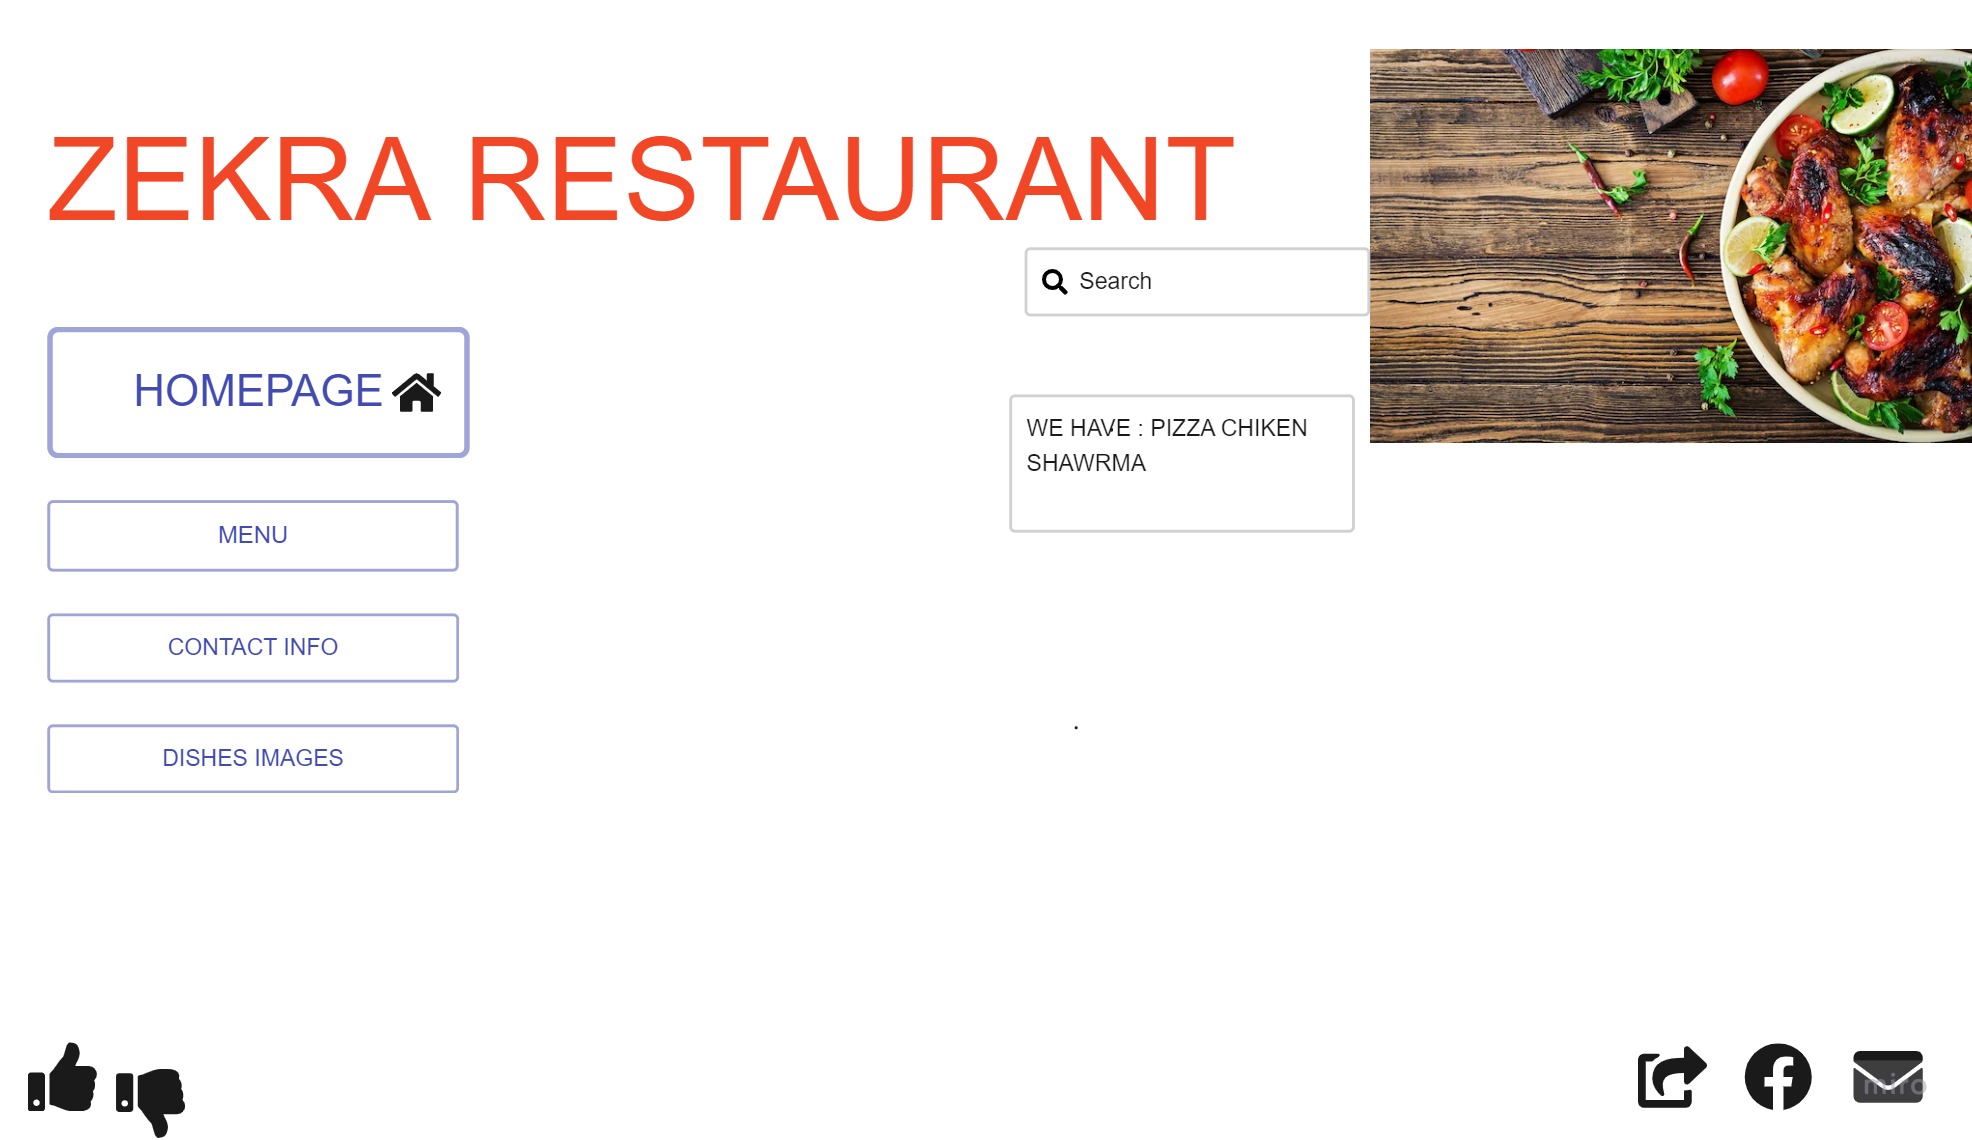 ZEKRA RESTAURANT
Search
HOMEPAGE
WE HAVE : PIZZA CHIKEN
SHAWRMA
MENU
CONTACT INFO
DISHES IMAGES
miro